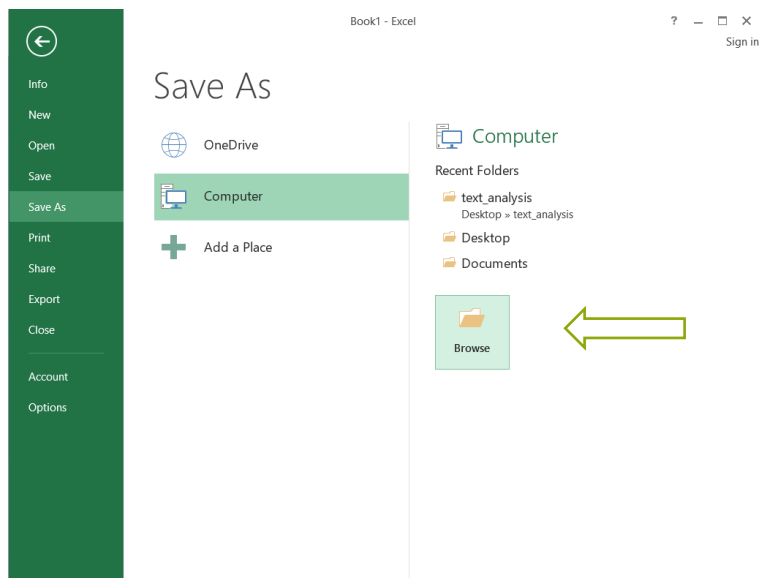 Book1 - Excel
?
Sign in
Info
New
Open
Save
Save As
Print
Share
Export
Close
Account
Options
Save As
OneDrive
Computer
Add a Place
Computer
Recent Folders
text_analysis
Desktop » text_analysis
Desktop
Documents
Browse